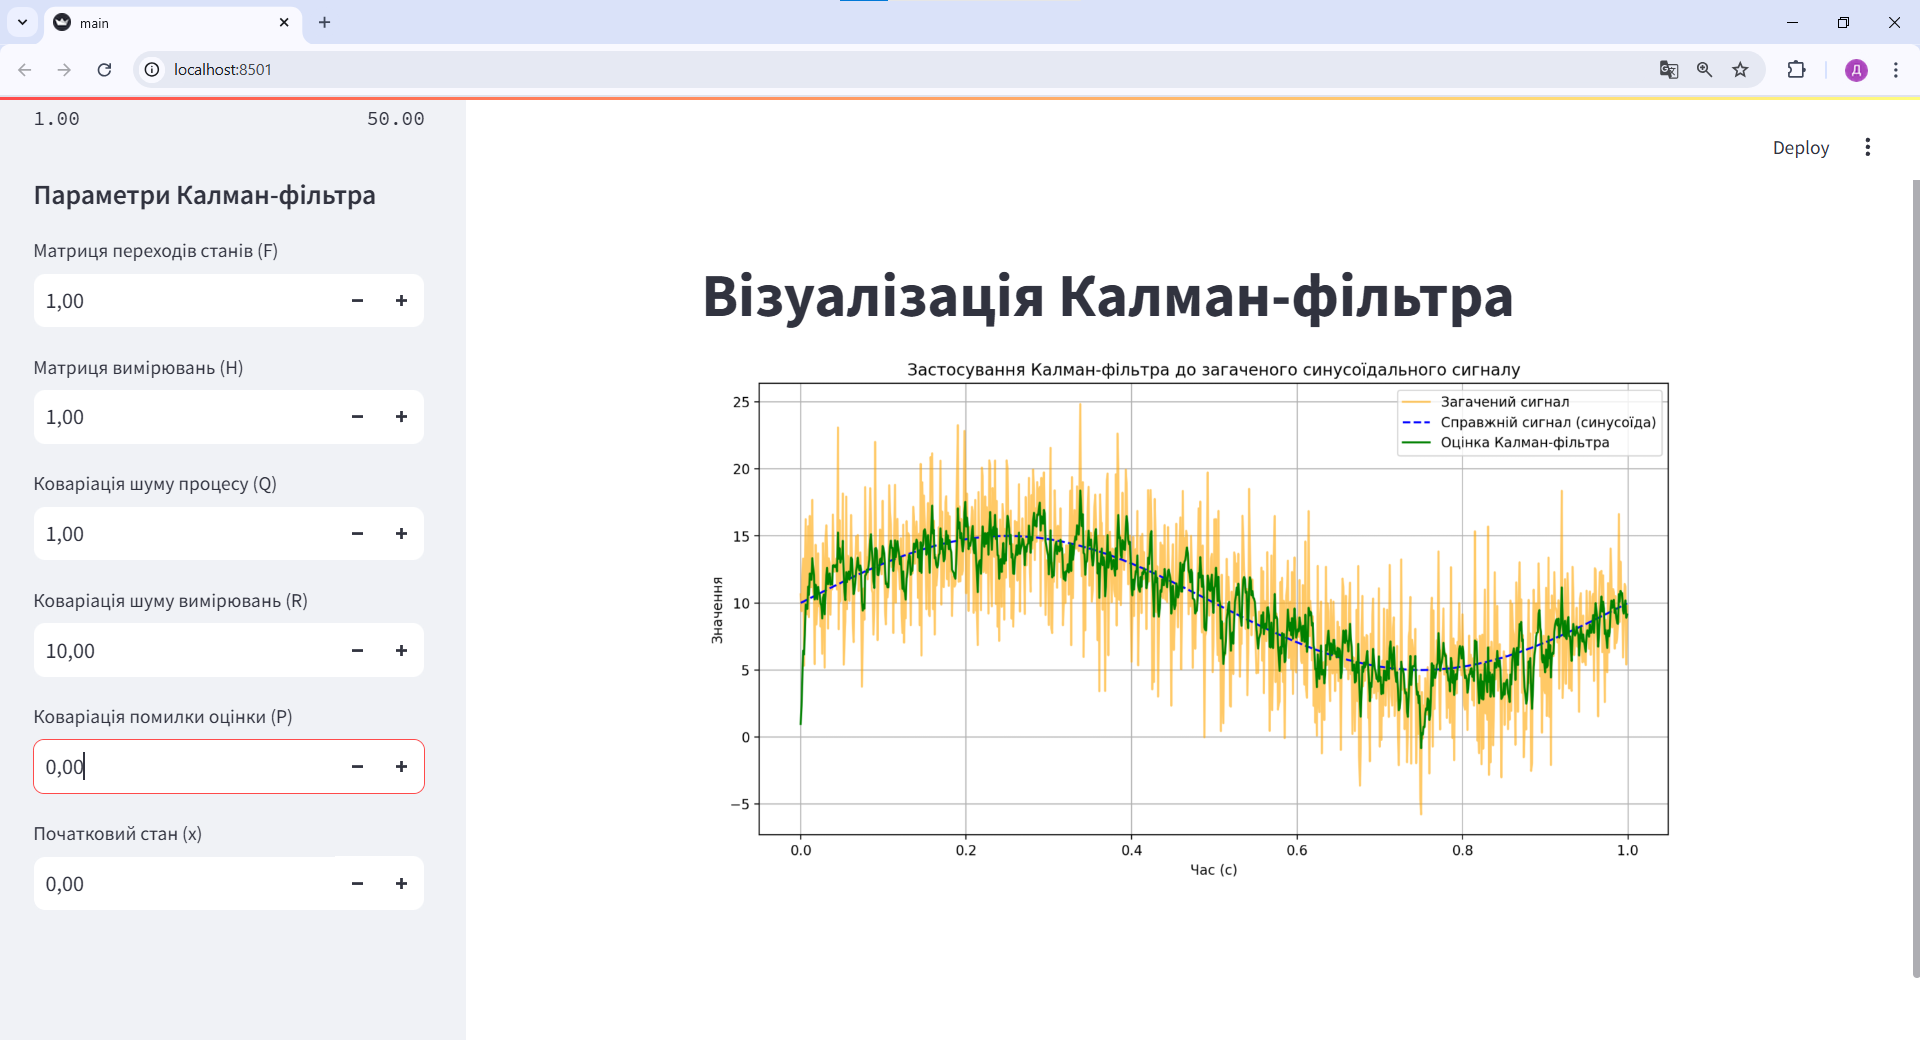 main
localhost:8501
Д
1.00 50.00
Deploy
Параметри Калман-фільтра
Матриця переходів станів (F)
1,00
Матриця вимірювань (H)
1,00
Коваріація шуму процесу (Q)
1,00
Коваріація шуму вимірювань (R)
10,00
Коваріація помилки оцінки (P)
0,00
Початковий стан (x)
0,00
Візуалізація Калман-фільтра
Застосування Калман-фільтра до загаченого синусоїдального сигналу
Загачений сигнал
Справжній сигнал (синусоїда)
Оцінка Калман-фільтра
Значення
25
20
15
10
5
0
−5
0.0 0.2 0.4 0.6 0.8 1.0
Час (с)